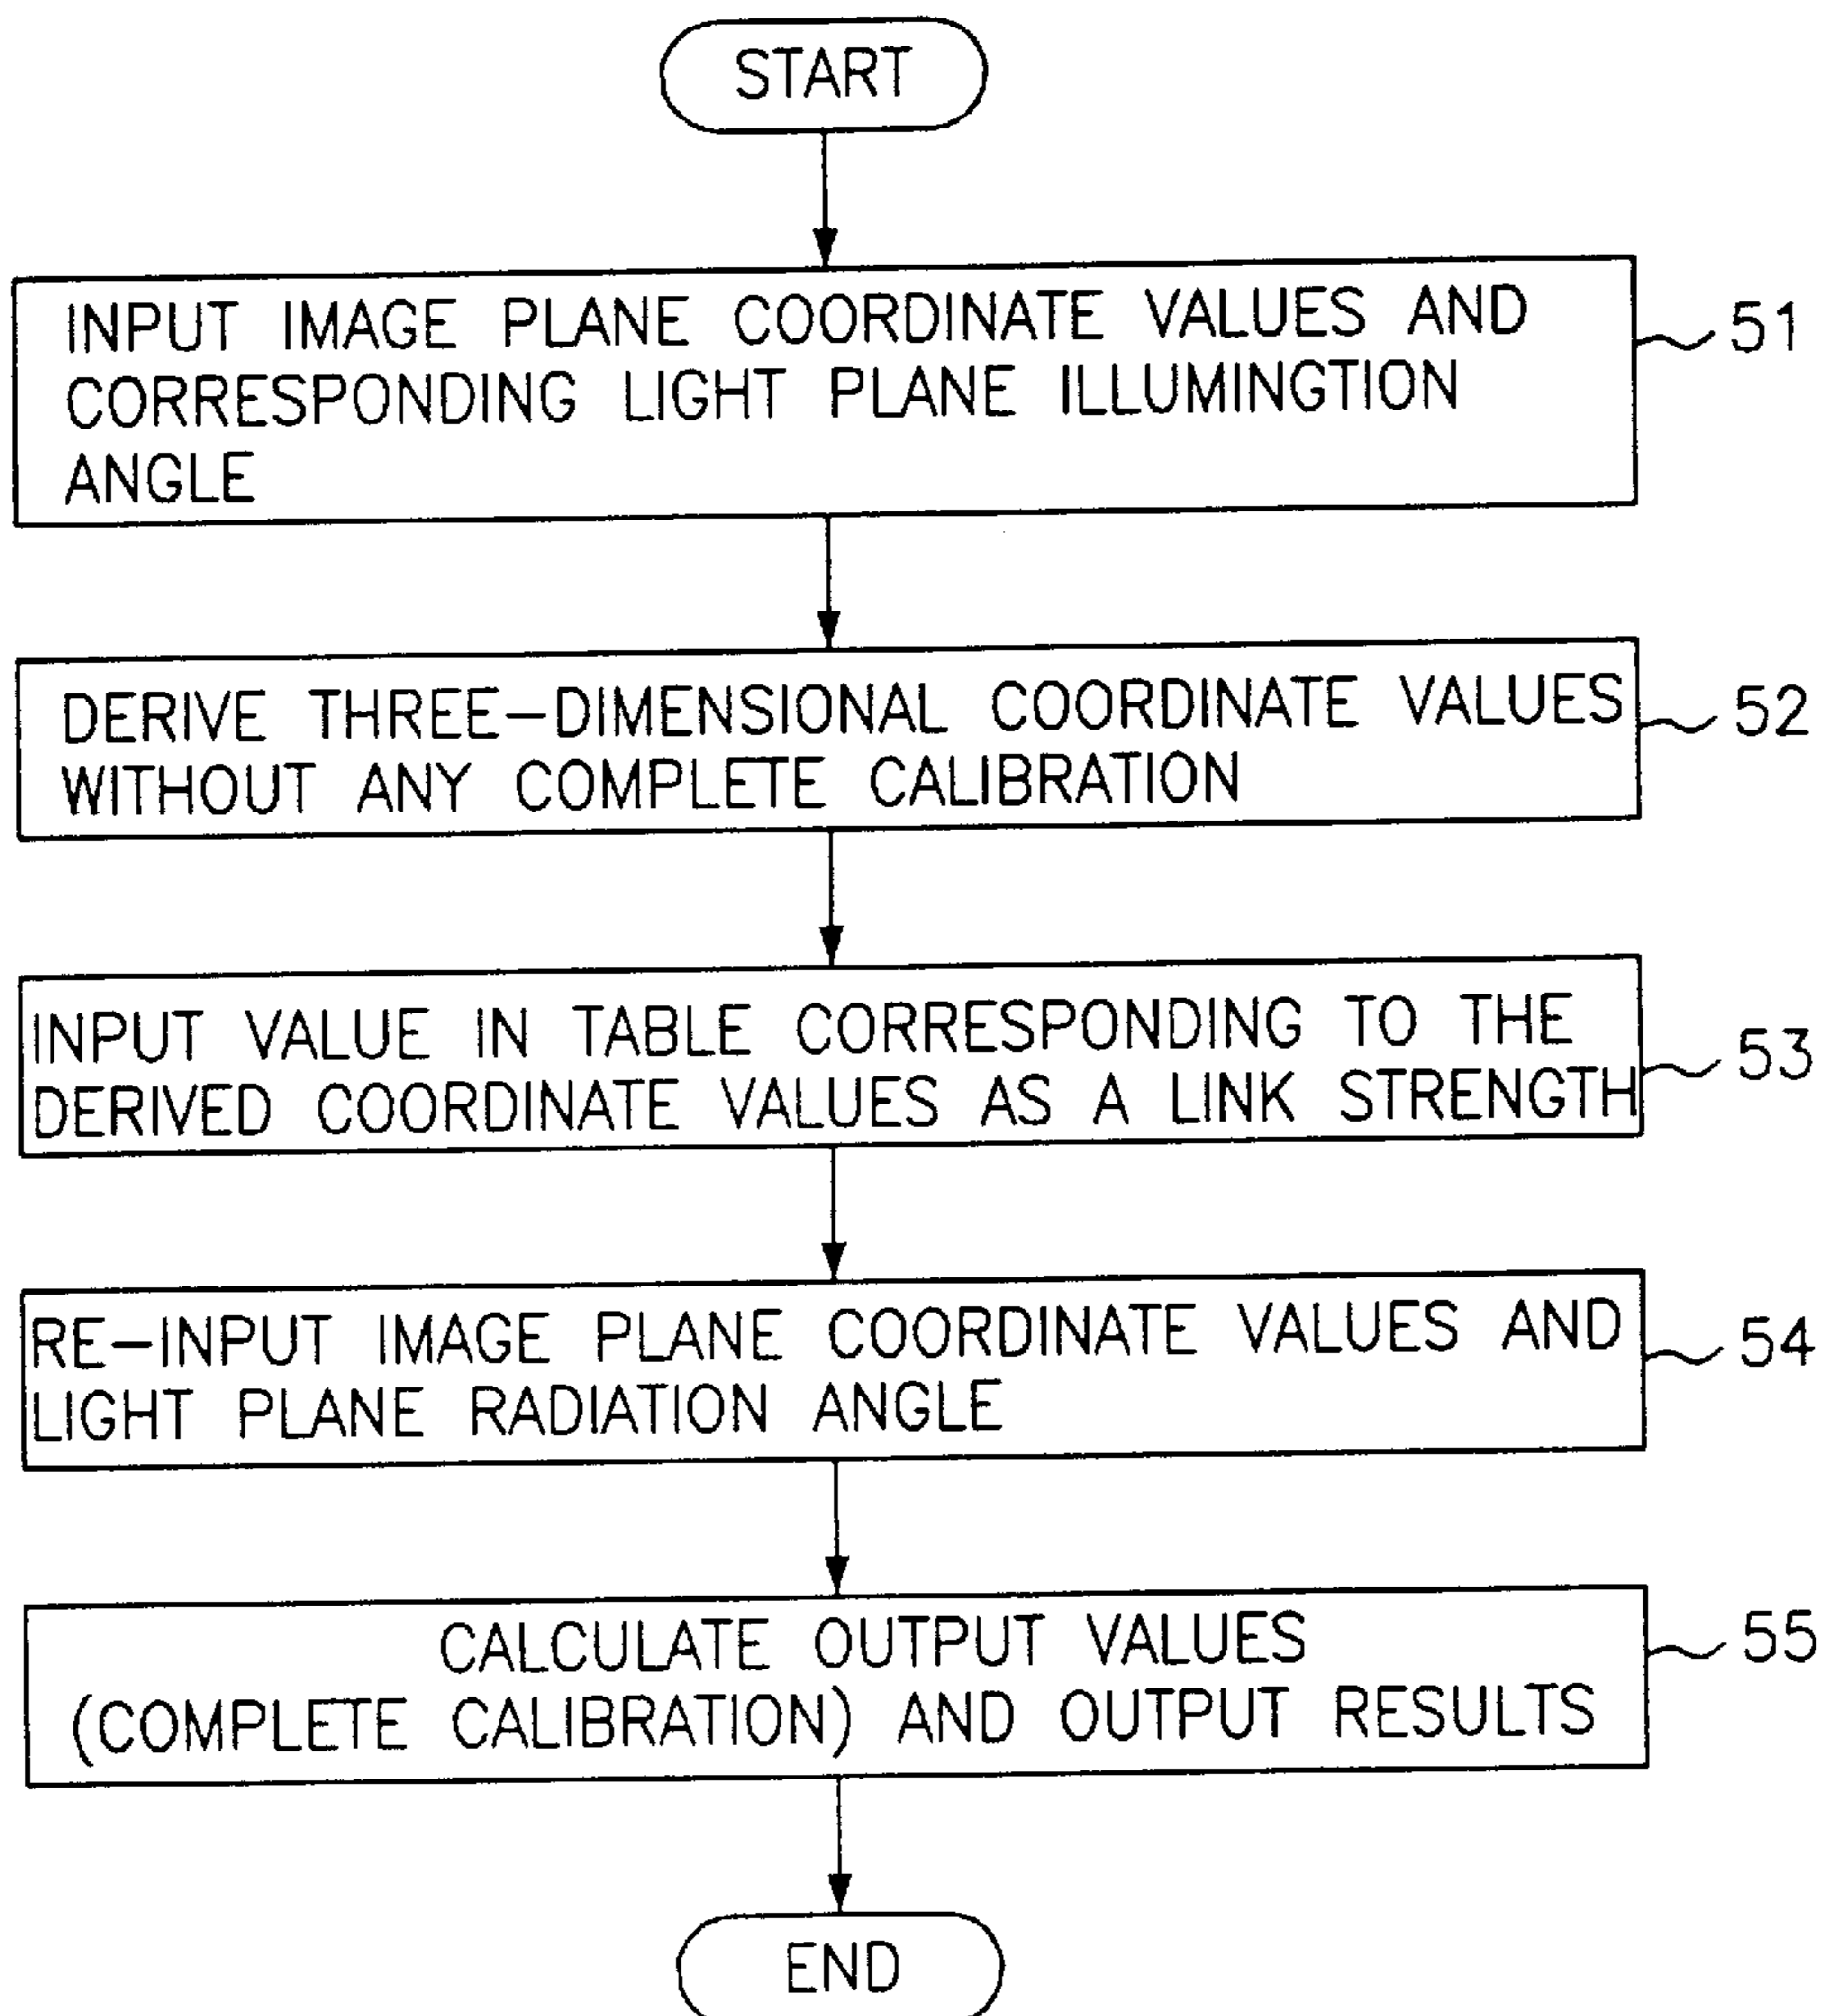 START
INPUT IMAGE PLANE COORDINATE VALUES AND
CORRESPONDING LIGHT PLANE ILLUMINGTION
ANGLE
51
DERIVE THREE-DIMENSIONAL COORDINATE VALUES
WITHOUT ANY COMPLETE CALIBRATION
52
INPUT VALUE IN TABLE CORRESPONDING TO THE
DERIVED COORDINATE VALUES AS A LINK STRENGTH
53
RE-INPUT IMAGE PLANE COORDINATE VALUES AND
LIGHT PLANE RADIATION ANGLE
54
CALCULATE OUTPUT VALUES
(COMPLETE CALIBRATION) AND OUTPUT RESULTS
55
END